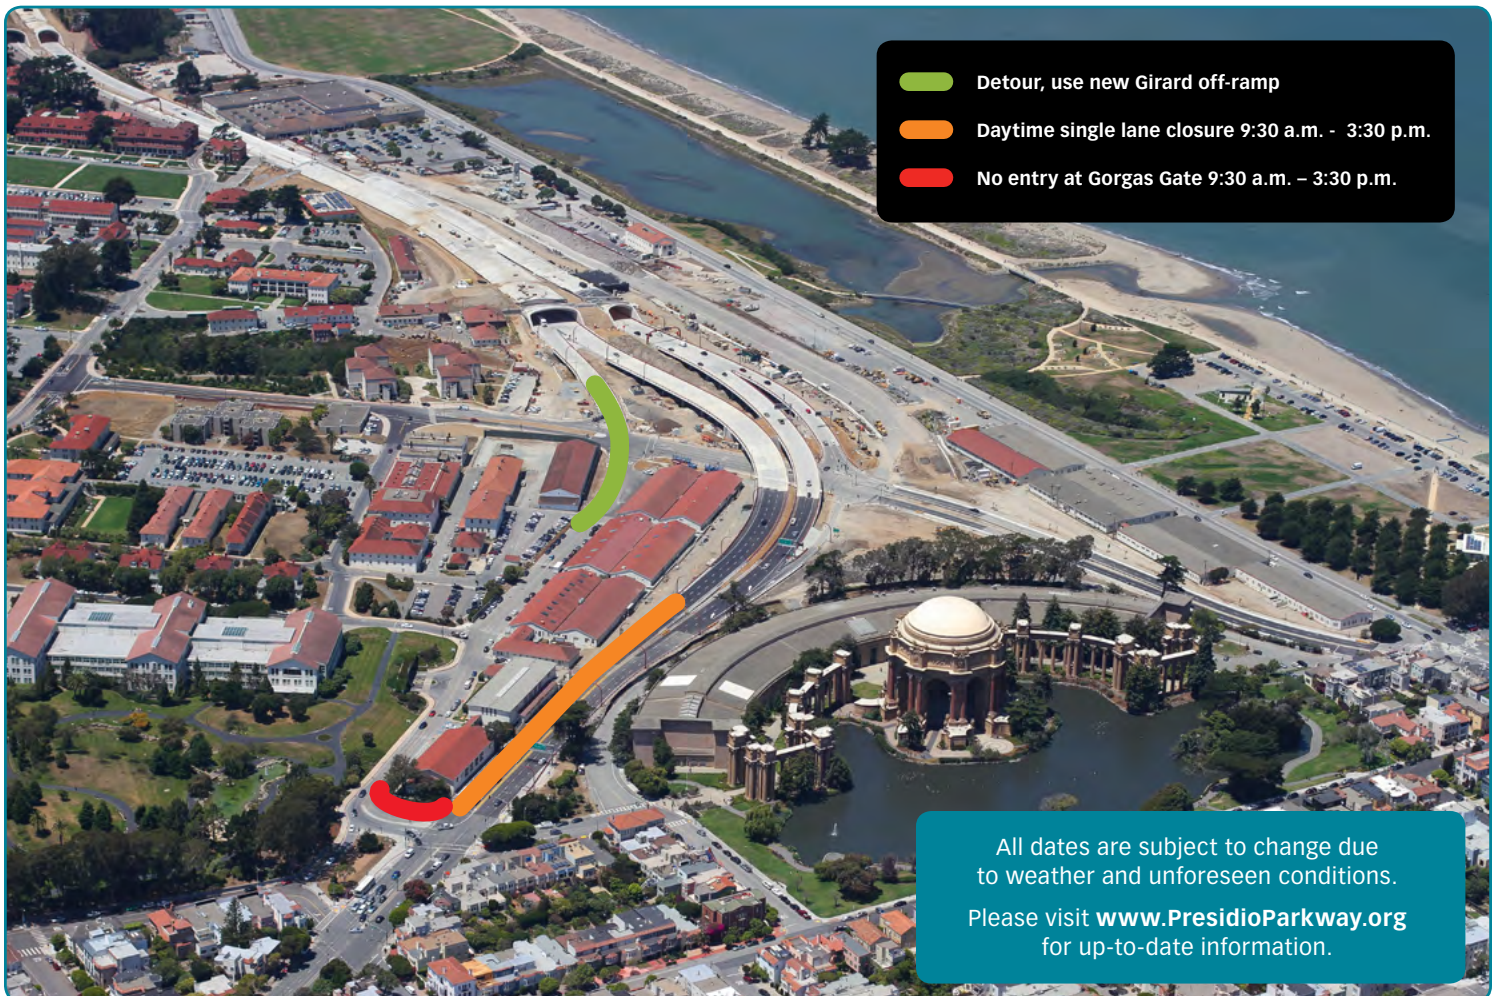 Detour, use new Girard off-ramp
Daytime single lane closure 9:30 a.m. -  3:30 p.m.
No entry at Gorgas Gate 9:30 a.m. – 3:30 p.m.
All dates are subject to change due
to weather and unforeseen conditions.
Please visit www.PresidioParkway.org
for up-to-date information.